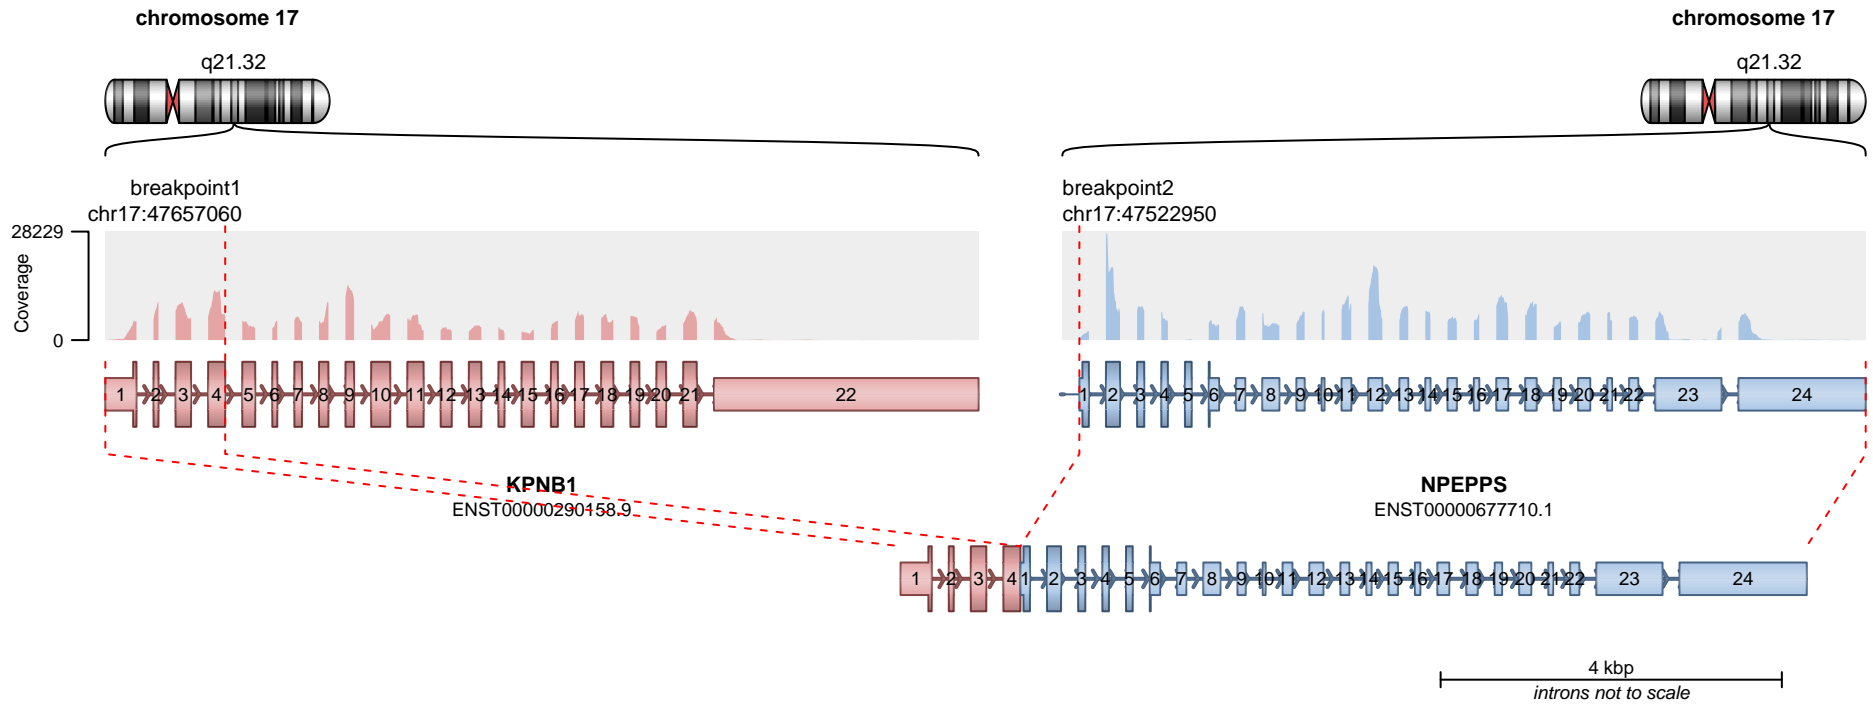 chromosome 17
chromosome 17
q21.32
q21.32
breakpoint1
chr17:47657060
breakpoint2
chr17:47522950
28229
Coverage
0
1 2 3 4 5 6 7 8 9 10 11 12 13 14 15 16 17 18 19 20 21 22
1 2 3 4 5 6 7 8 9 10 11 12 13 14 15 16 17 18 19 20 21 22 23 24
KPNB1
ENST00000290158.9
NPEPPS
ENST00000677710.1
1 2 3 4 1 2 3 4 5 6 7 8 9 10 11 12 13 14 15 16 17 18 19 20 21 22 23 24
4 kbp
introns not to scale